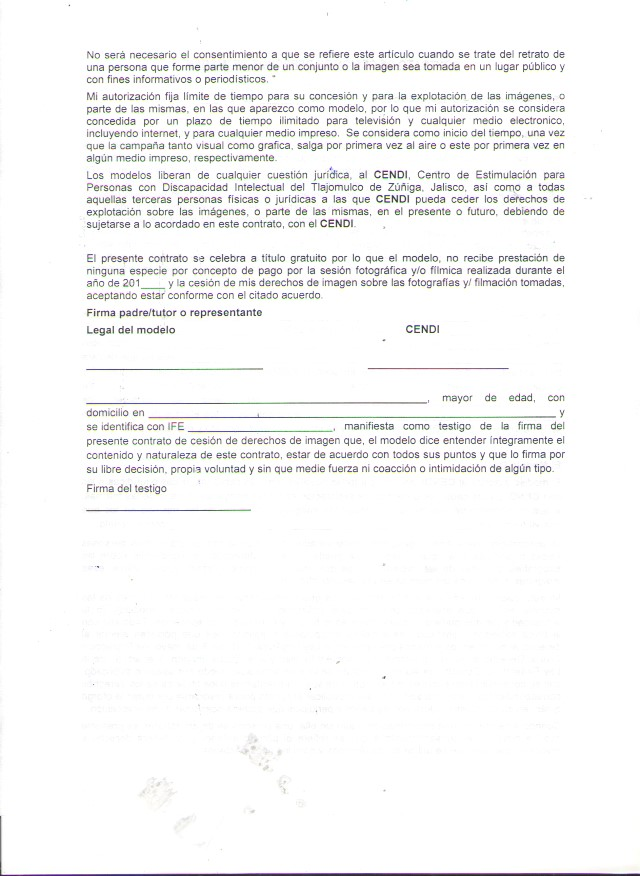 No será necesario el consentimiento a que se refiere este artículo cuando se trate del retrato de
una persona que forme parte menor de un conjunto o la imagen sea tomada en un lugar público y
con fines informativos o periodísticos. "
Mi autorización fija límite de tiempo para su concesión y para la explotación de las imágenes, o
parte de las mismas, en las que aparezco como modelo, por lo que mi autorización se considera
concedida por un plazo de tiempo ilimitado para televisión y cualquier medio electronico,
incluyendo internet, y para cualquier medio impreso. Se considera como inicio del tiempo, una vez
que la campaña tanto visual como grafica, salga por primera vez al aire o este por primera vez en
algún medio impreso, respectivamente.
Los modelos liberan de cualquier cuestión jurídica, al CENDI, Centro de Estimulación para
Personas con Discapacidad Intelectual del Tlajomulco de Zúñiga, Jalisco, así como a todas
aquellas terceras personas físicas o jurídicas a las que CENDI pueda ceder los derechos de
explotación sobre las imágenes, o parte de las mismas, en el presente o futuro, debiendo de
sujetarse a lo acordado en este contrato, con el CENDI.
El presente contrato se celebra a título gratuito por lo que el modelo, no recibe prestación de
ninguna especie por concepto de pago por la sesión fotográfica y/o fílmica realizada durante el
año de 201____ y la cesión de mis derechos de imagen sobre las fotografías y/ filmación tomadas,
aceptando estar conforme con el citado acuerdo.
Firma padre/tutor o representante
Legal del modelo CENDI
, mayor de edad, con
domicilio en ____ y
se identifica con IFE ____, manifiesta como testigo de la firma del
presente contrato de cesión de derechos de imagen que, el modelo dice entender íntegramente el
contenido y naturaleza de este contrato, estar de acuerdo con todos sus puntos y que lo firma por
su libre decisión, propia voluntad y sin que medie fuerza ni coacción o intimidación de algún tipo.
Firma del testigo